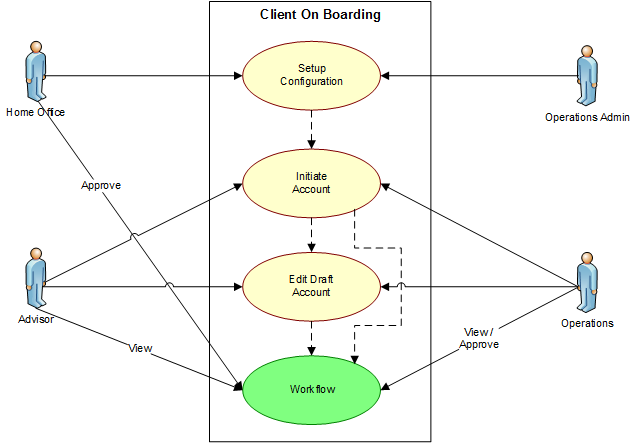 Client On Boarding
Setup
Configuration
Home Office
Operations Admin
Approve
Initiate
Account
Edit Draft
Account
Advisor
Operations
View
View /
Approve
Workflow